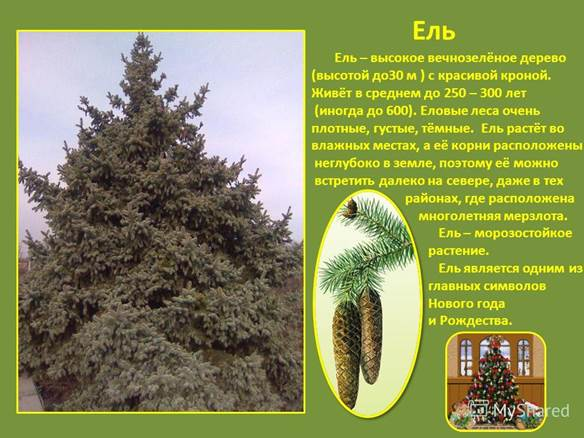 Ель
Ель – высокое вечнозелёное дерево
(высотой до30 м ) с красивой кроной.
Живёт в среднем до 250 – 300 лет
(иногда до 600). Еловые леса очень
плотные, густые, тёмные. Ель растёт во
влажных местах, а её корни расположены
неглубоко в земле, поэтому её можно
встретить далеко на севере, даже в тех
районах, где расположена
многолетняя мерзлота.
Ель – морозостойкое
растение.
Ель является одним из
главных символов
Нового года
и Рождества.
MyShared